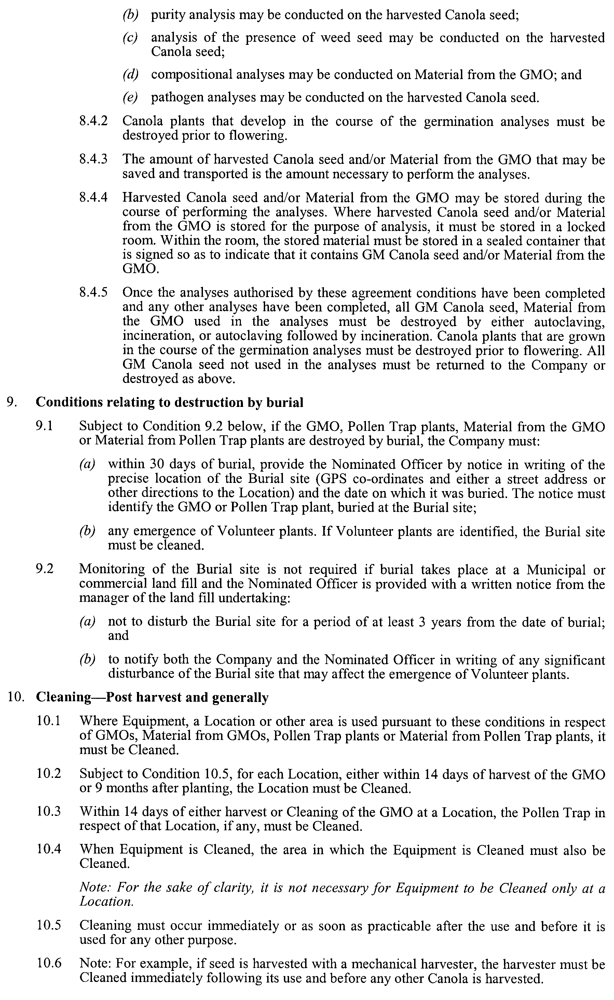 (b) purity analysis may be conducted on the harvested Canola seed;
(c) analysis of the presence of weed seed may be conducted on the harvested
Canola seed;
(d) compositional analyses may be conducted on Material from the GMO; and
(e) pathogen analyses may be conducted on the harvested Canola seed.
8.4.2 Canola plants that develop in the course of the germination analyses must be
destroyed prior to flowering.
8.4.3 The amount of harvested Canola seed and/or Material from the GMO that may be
saved and transported is the amount necessary to perform the analyses.
8.4.4 Harvested Canola seed and/or Material from the GMO may be stored during the
course of performing the analyses. Where harvested Canola seed and/or Material
from the GMO is stored for the purpose of analysis, it must be stored in a locked
room. Within the room, the stored material must be stored in a sealed container that
is signed so as to indicate that it contains GM Canola seed and/or Material from the
GMO.
8.4.5 Once the analyses authorised by these agreement conditions have been completed
and any other analyses have been completed, all GM Canola seed, Material from
the GMO used in the analyses must be destroyed by either autoclaving,
incineration, or autoclaving followed by incineration. Canola plants that are grown
in the course of the germination analyses must be destroyed prior to flowering. All
GM Canola seed not used in the analyses must be returned to the Company or
destroyed as above.
9. Conditions relating to destruction by burial
9.1 Subject to Condition 9.2 below, if the GMO, Pollen Trap plants, Material from the GMO
or Material from Pollen Trap plants are destroyed by burial, the Company must:
(a) within 30 days of burial, provide the Nominated Officer by notice in writing of the
precise location of the Burial site (GPS co-ordinates and either a street address or
other directions to the Location) and the date on which it was buried. The notice must
identify the GMO or Pollen Trap plant, buried at the Burial site;
(b) any emergence of Volunteer plants. If Volunteer plants are identified, the Burial site
must be cleaned.
9.2 Monitoring of the Burial site is not required if burial takes place at a Municipal or
commercial land fill and the Nominated Officer is provided with a written notice from the
manager of the land fill undertaking:
(a) not to disturb the Burial site for a period of at least 3 years from the date of burial;
and
(b) to notify both the Company and the Nominated Officer in writing of any significant
disturbance of the Burial site that may affect the emergence of Volunteer plants.
10. Cleaning—Post harvest and generally
10.1 Where Equipment, a Location or other area is used pursuant to these conditions in respect
of GMOs, Material from GMOs, Pollen Trap plants or Material from Pollen Trap plants, it
must be Cleaned.
10.2 Subject to Condition 10.5, for each Location, either within 14 days of harvest of the GMO
or 9 months after planting, the Location must be Cleaned.
10.3 Within 14 days of either harvest or Cleaning of the GMO at a Location, the Pollen Trap in
respect of that Location, if any, must be Cleaned.
10.4 When Equipment is Cleaned, the area in which the Equipment is Cleaned must also be
Cleaned.
Note: For the sake of clarity, it is not necessary for Equipment to be Cleaned only at a
Location.
10.5 Cleaning must occur immediately or as soon as practicable after the use and before it is
used for any other purpose.
10.6 Note: For example, if seed is harvested with a mechanical harvester, the harvester must be
Cleaned immediately following its use and before any other Canola is harvested.